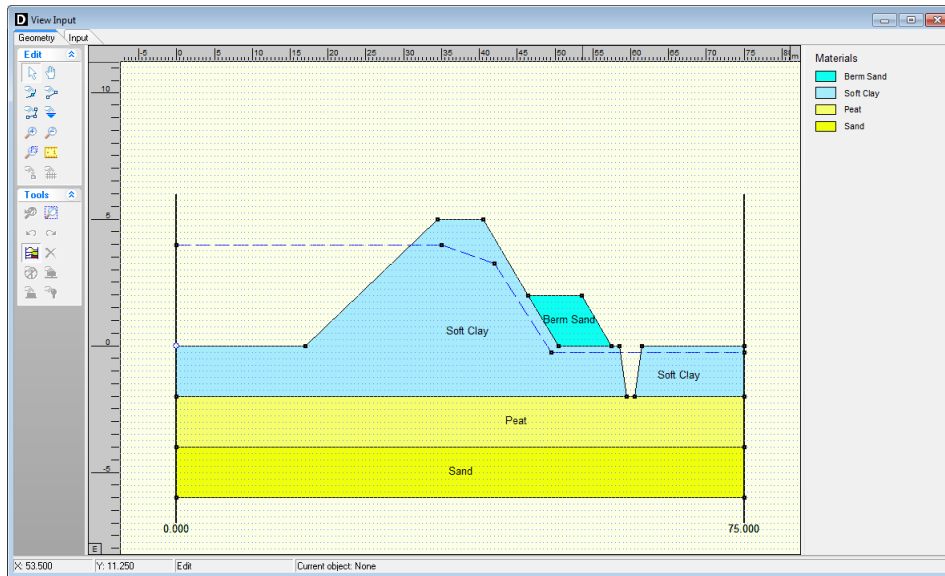 D View Input
Geometry Input
Edit
Tools
-5 0 5 10 15 20 25 30 35 40 45 50 55 60 65 70 75 80 m
10
5
0
-5
E
Soft Clay
Berm Sand
Soft Clay
Peat
Sand
0.000 75.000
Materials
Berm Sand
Soft Clay
Peat
Sand
X: 53.500 Y: 11.250 Edit Current object: None